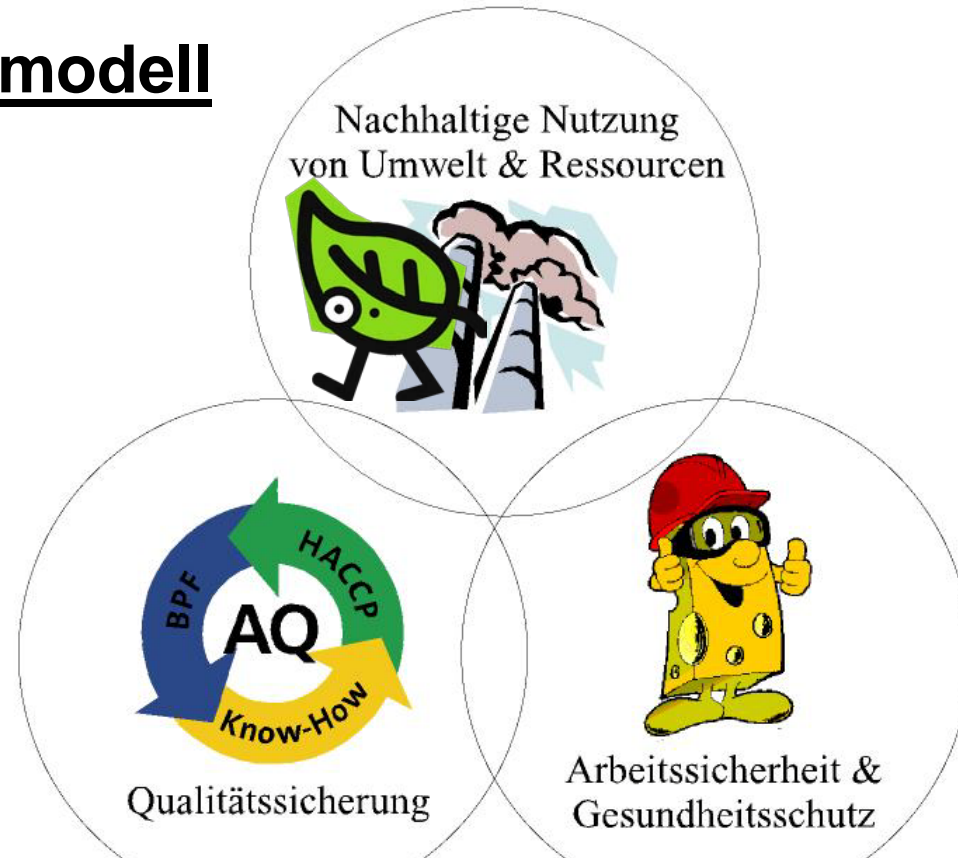 modell
Nachhaltige Nutzung
von Umwelt & Ressourcen
BPF
HACCP
AQ
Know-How
Qualitätssicherung
Arbeitssicherheit &
Gesundheitsschutz